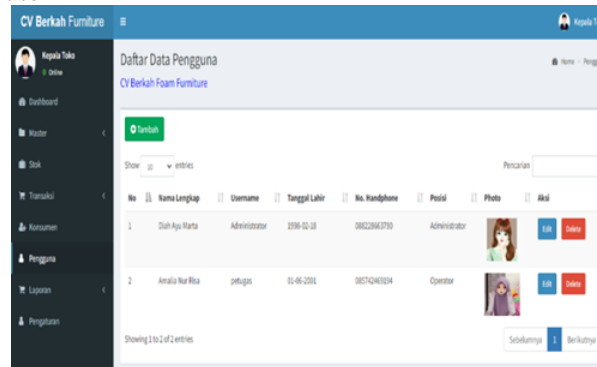 CV Berkah Furniture
Kepala T
Kepala Toko
Online
Daftar Data Pengguna
Home > Pengg
CV Berkah Foam Furniture
Dashboard
Master
Tambah
Stok
Show 10 entries
Pencarian
Transaksi
No Nama Lengkap Username Tanggal Lahir No. Handphone Posisi Photo Aksi
Konsumen
1 Diah Ayu Marta Administrator 1998-02-18 088228663790 Administrator Edit Delete
Pengguna
2 Amalia Nur Risa petugas 01-06-2001 085742463194 Operator Edit Delete
Laporan
Pengaturan
Showing 1 to 2 of 2 entries
Sebelumnya 1 Berikutnya